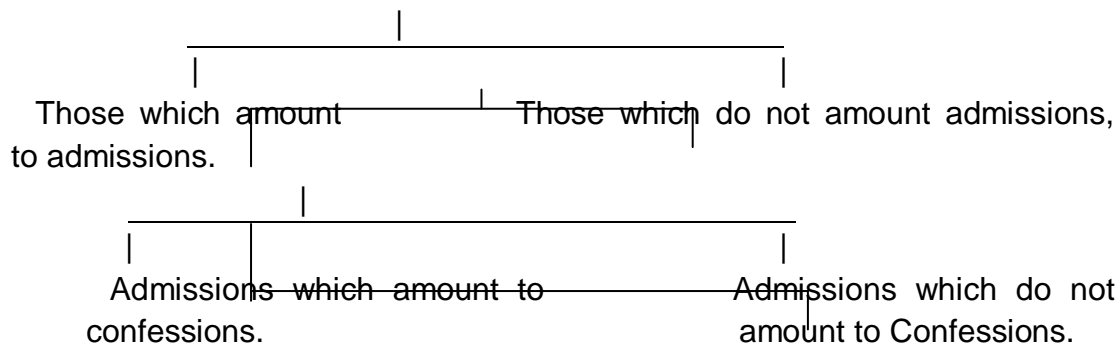 Those which amount Those which do not amount admissions,
to admissions.
Admissions which amount to Admissions which do not
confessions. amount to Confessions.